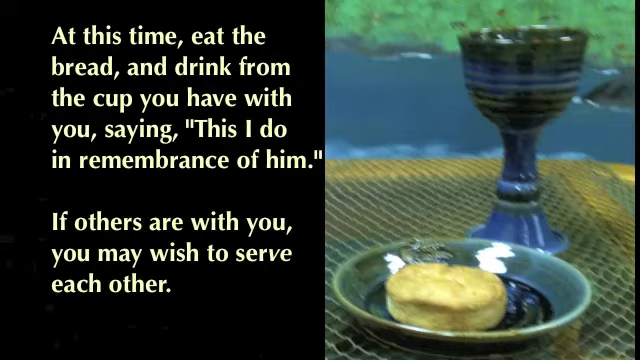 At this time, eat the
bread, and drink from
the cup you have with
you, saying, "This I do
in remembrance of him."
If others are with you,
you may wish to serve
each other.